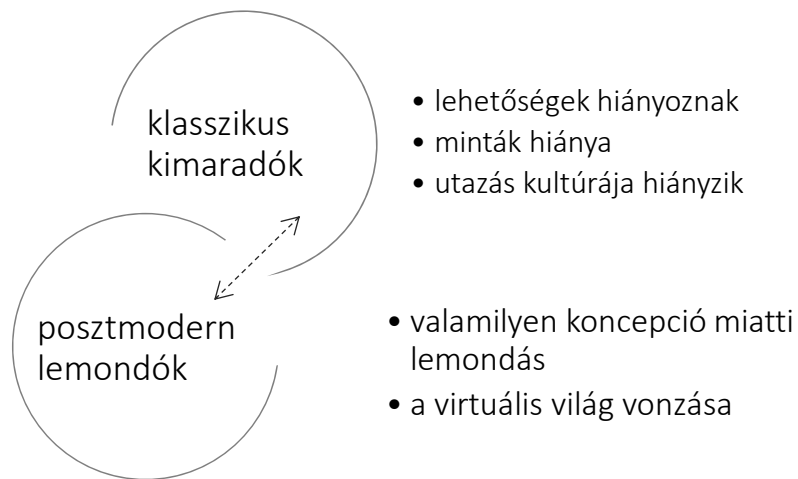 klasszikus
kimaradók
• lehetőségek hiányoznak
• minták hiánya
• utazás kultúrája hiányzik
posztmodern
lemondók
• valamilyen koncepció miatti
lemondás
• a virtuális világ vonzása